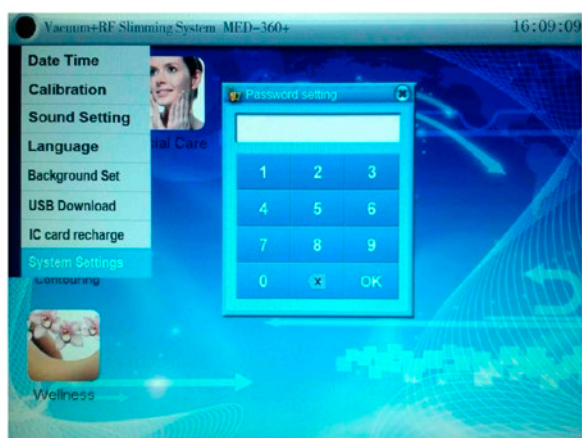 Vacuum+RF Slimming System MED-360+
16:09:09
Date Time
Calibration
Sound Setting
Language
Background Set
USB Download
IC card recharge
System Settings
ial Care
Contouring
Wellness
Password setting
1 2 3
4 5 6
7 8 9
0 x OK